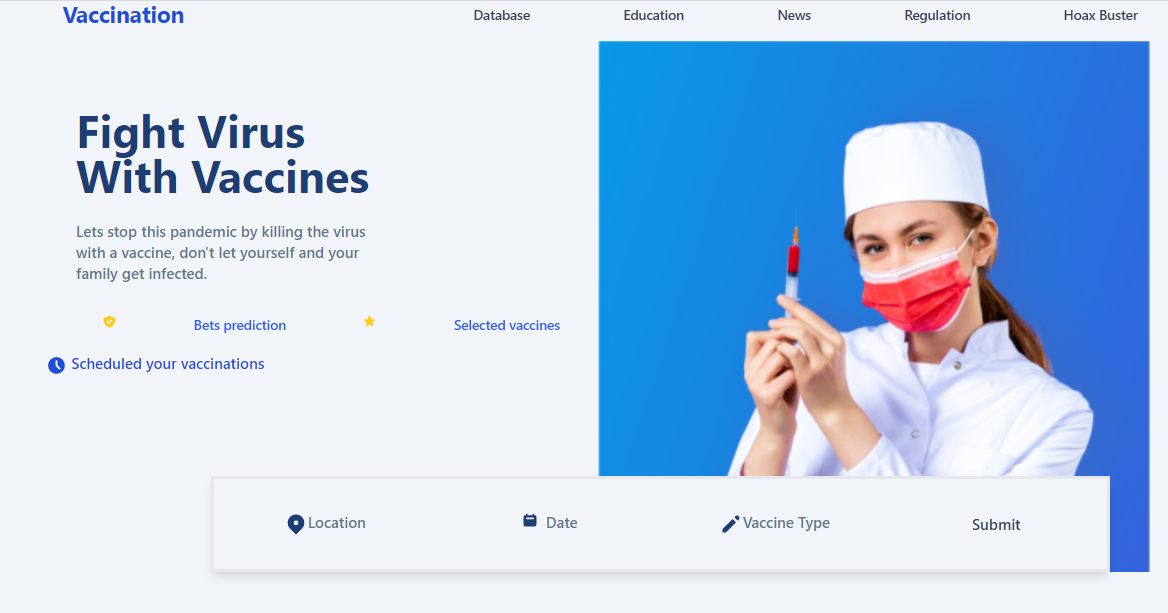 Vaccination
Database
Education
News
Regulation
Hoax Buster
Fight Virus
With Vaccines
Lets stop this pandemic by killing the virus
with a vaccine, don't let yourself and your
family get infected.
Bets prediction
Selected vaccines
Scheduled your vaccinations
Location
Date
Vaccine Type
Submit